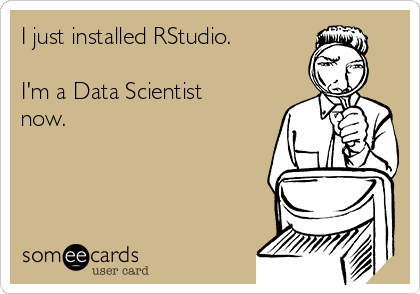 I just installed RStudio.
I'm a Data Scientist
now.
someecards
user card